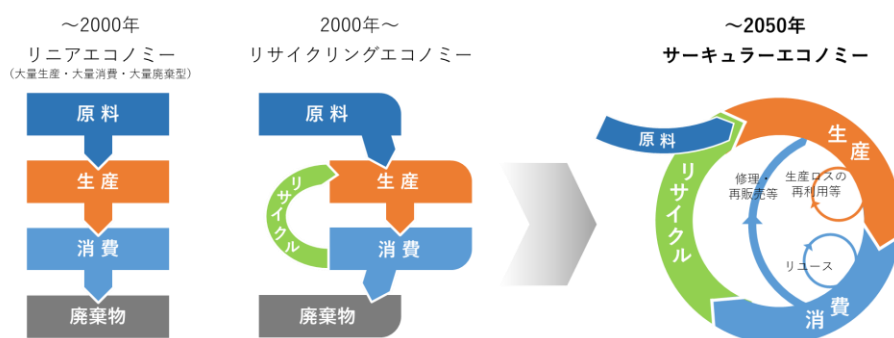 ～2000年
リニアエコノミー
（大量生産・大量消費・大量廃棄型）
原料
生産
消費
廃棄物
2000年～
リサイクリングエコノミー
原料
生産
リサイクル
消費
廃棄物
～2050年
サーキュラーエコノミー
原料
生産
リサイクル
修理・
再販売等
生産ロスの
再利用等
リユース
消費